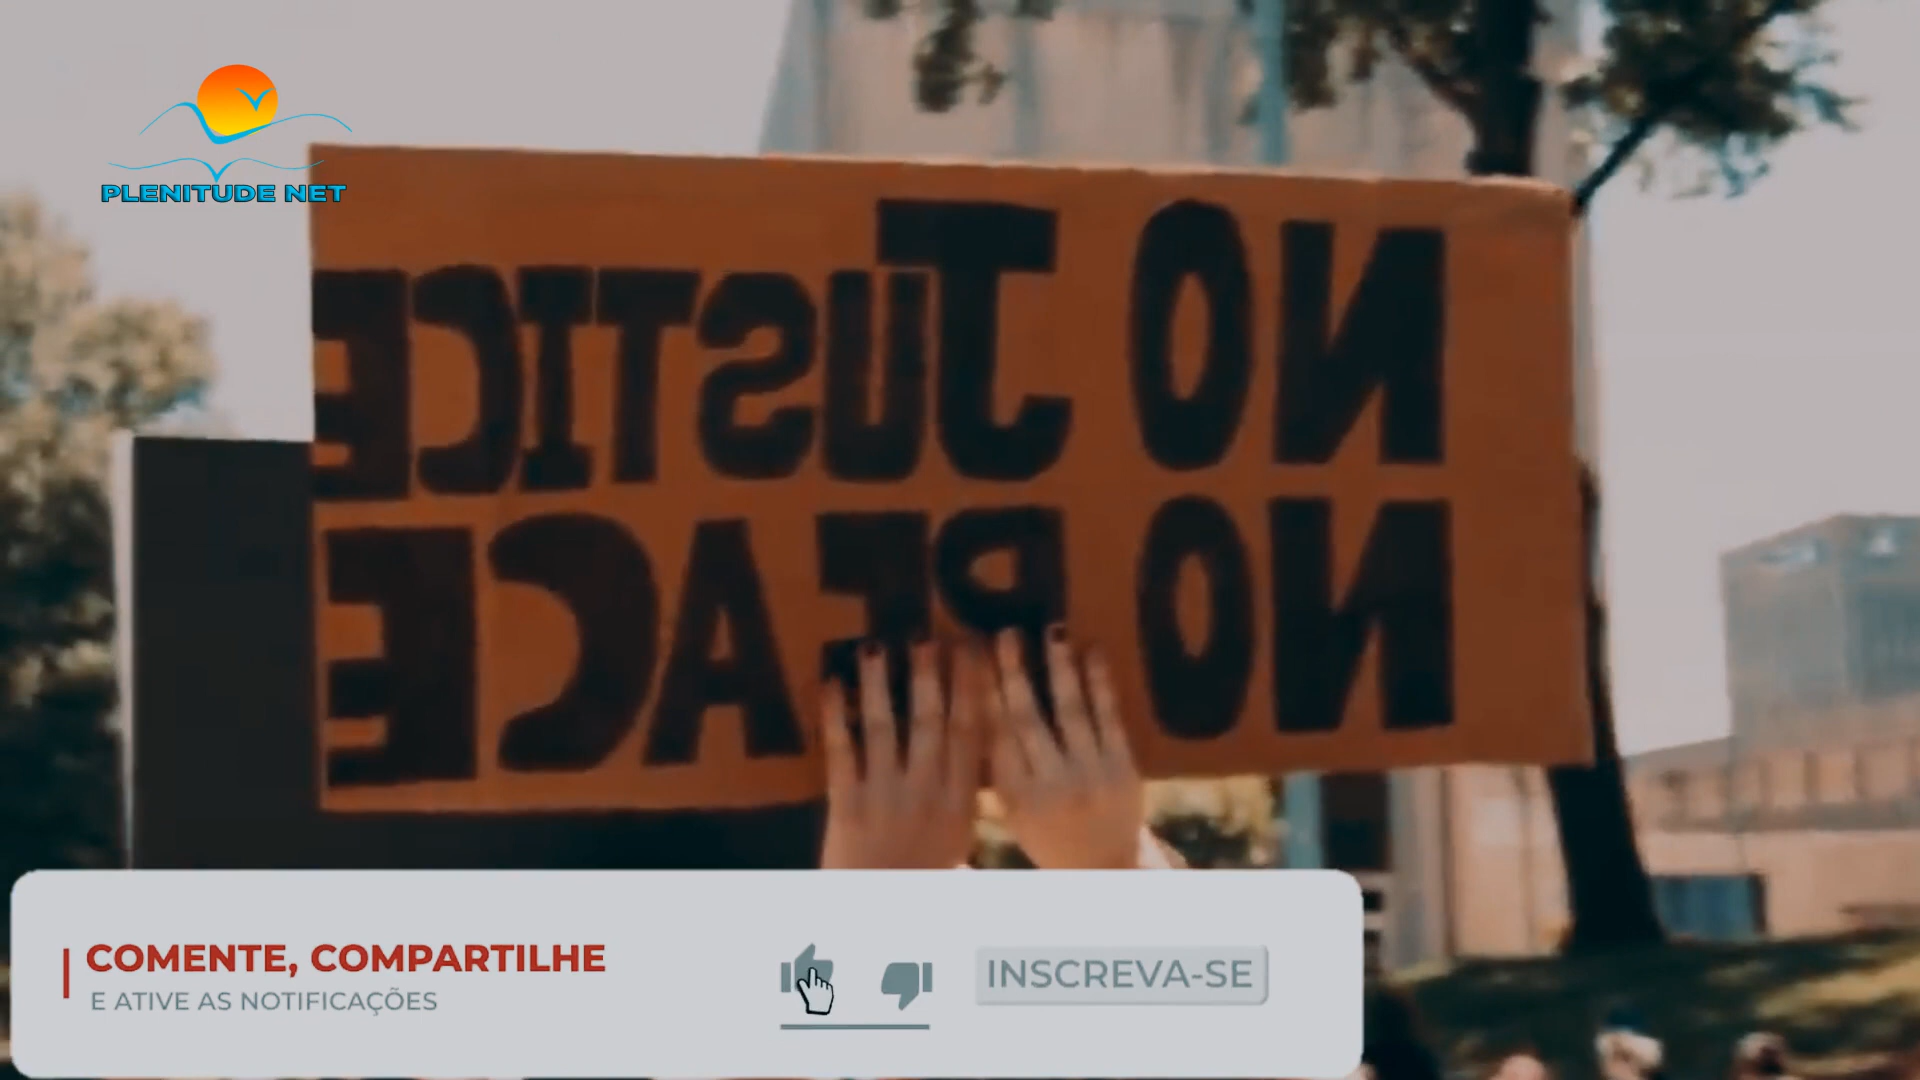 PLENITUDE NET
NO JUSTICE
NO PEACE
COMENTE, COMPARTILHE
E ATIVE AS NOTIFICAÇÕES
INSCREVA-SE